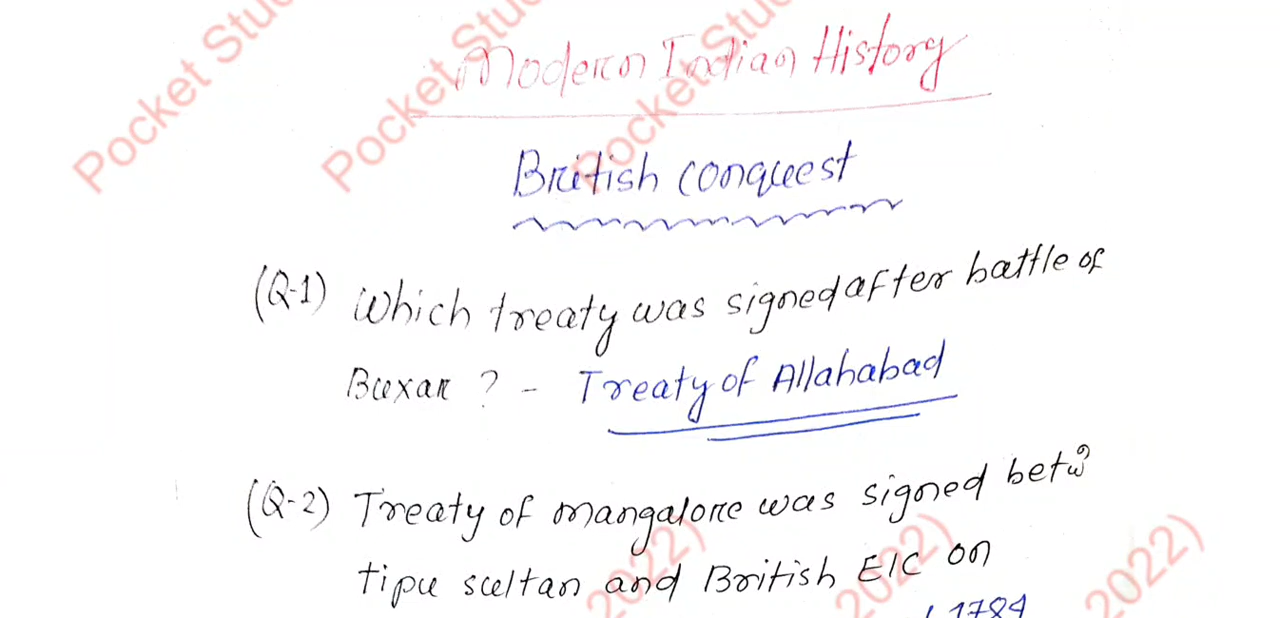 Pocket Stu
Pocket Stu
Pocket Stu
Modern Indian History
British conquest
(Q-1) Which treaty was signed after battle of
Buxar ? - Treaty of Allahabad
(Q-2) Treaty of mangalore was signed betw
tipu sultan and British EIC on
1784
2022)
2022)
2022)